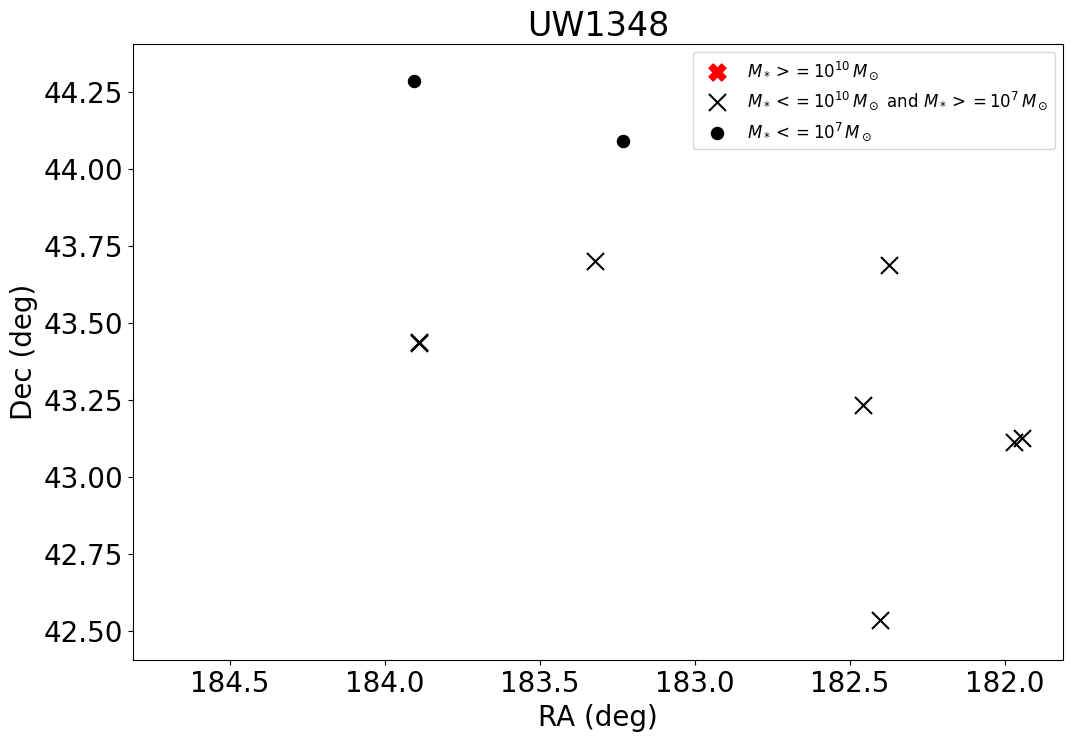 UW1348
M* >= 10^10 M⊙
M* <= 10^10 M⊙ and M* >= 10^7 M⊙
M* <= 10^7 M⊙
44.25
44.00
43.75
43.50
43.25
43.00
42.75
42.50
Dec (deg)
184.5 184.0 183.5 183.0 182.5 182.0
RA (deg)